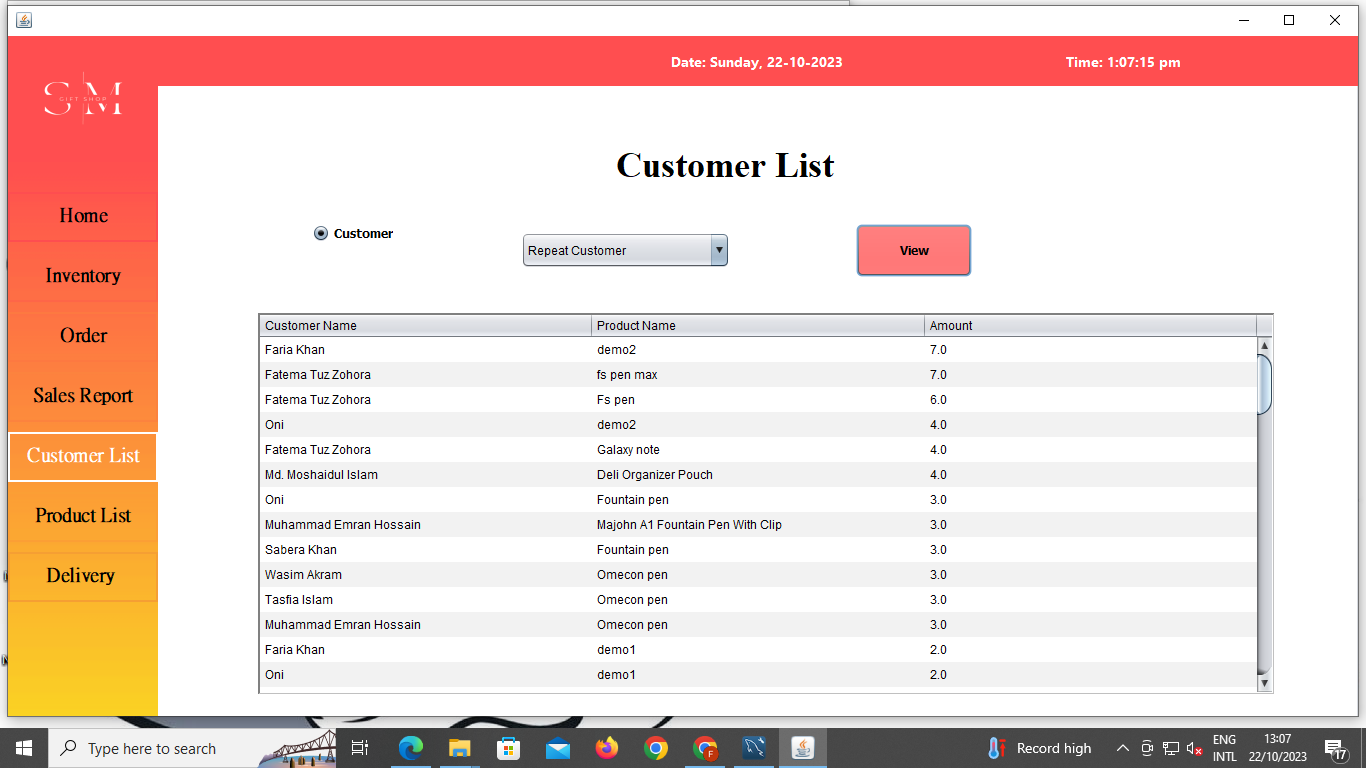 Date: Sunday, 22-10-2023
Time: 1:07:15 pm
SM
GIFT SHOP
Home
Inventory
Order
Sales Report
Customer List
Product List
Delivery
Customer List
Customer
Repeat Customer
View
Customer Name Product Name Amount
Faria Khan demo2 7.0
Fatema Tuz Zohora fs pen max 7.0
Fatema Tuz Zohora Fs pen 6.0
Oni demo2 4.0
Fatema Tuz Zohora Galaxy note 4.0
Md. Moshaidul Islam Deli Organizer Pouch 4.0
Oni Fountain pen 3.0
Muhammad Emran Hossain Majohn A1 Fountain Pen With Clip 3.0
Sabera Khan Fountain pen 3.0
Wasim Akram Omecon pen 3.0
Tasfia Islam Omecon pen 3.0
Muhammad Emran Hossain Omecon pen 3.0
Faria Khan demo1 2.0
Oni demo1 2.0
Type here to search
F
Record high
ENG
INTL
13:07
22/10/2023
17